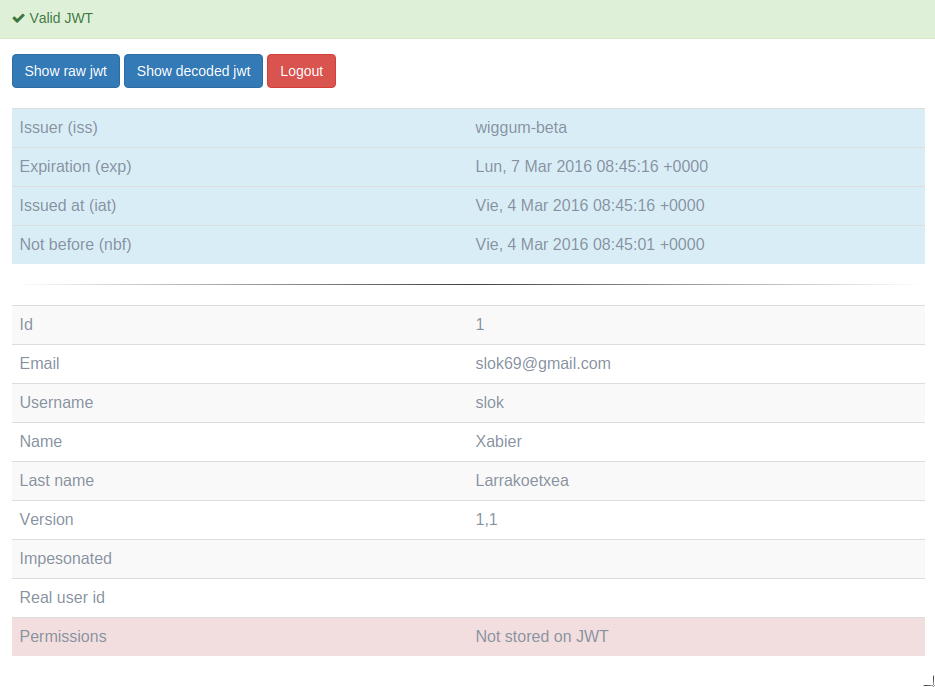 Valid JWT
Show raw jwt Show decoded jwt Logout
Issuer (iss) wiggum-beta
Expiration (exp) Lun, 7 Mar 2016 08:45:16 +0000
Issued at (iat) Vie, 4 Mar 2016 08:45:16 +0000
Not before (nbf) Vie, 4 Mar 2016 08:45:01 +0000
Id 1
Email slok69@gmail.com
Username slok
Name Xabier
Last name Larrakoetxea
Version 1,1
Impesonated
Real user id
Permissions Not stored on JWT